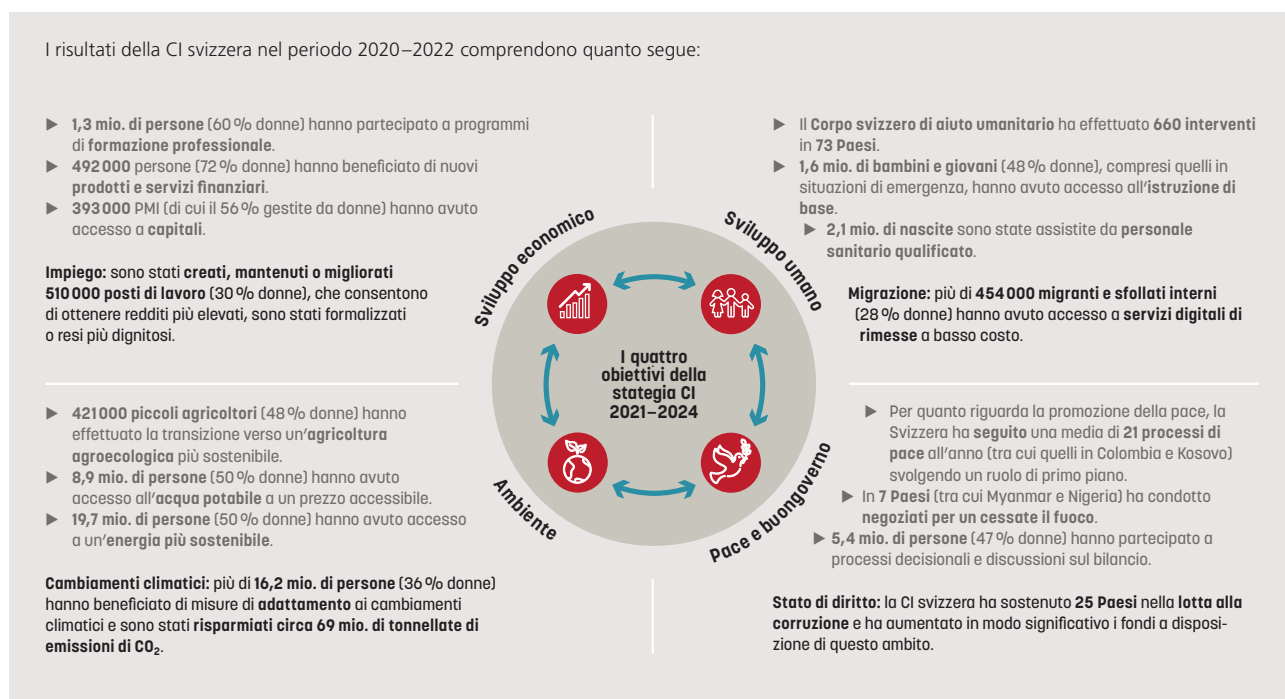 I risultati della CI svizzera nel periodo 2020–2022 comprendono quanto segue:
▶ 1,3 mio. di persone (60 % donne) hanno partecipato a programmi
di formazione professionale.
▶ 492 000 persone (72 % donne) hanno beneficiato di nuovi
prodotti e servizi finanziari.
▶ 393 000 PMI (di cui il 56 % gestite da donne) hanno avuto
accesso a capitali.
Impiego: sono stati creati, mantenuti o migliorati
510 000 posti di lavoro (30 % donne), che consentono
di ottenere redditi più elevati, sono stati formalizzati
o resi più dignitosi.
▶ Il Corpo svizzero di aiuto umanitario ha effettuato 660 interventi
in 73 Paesi.
▶ 1,6 mio. di bambini e giovani (48 % donne), compresi quelli in
situazioni di emergenza, hanno avuto accesso all'istruzione di
base.
▶ 2,1 mio. di nascite sono state assistite da personale
sanitario qualificato.
Migrazione: più di 454 000 migranti e sfollati interni
(28 % donne) hanno avuto accesso a servizi digitali di
rimesse a basso costo.
Sviluppo economico
Sviluppo umano
I quattro
obiettivi della
stategia CI
2021–2024
Ambiente
Pace e buongoverno
▶ 421 000 piccoli agricoltori (48 % donne) hanno
effettuato la transizione verso un'agricoltura
agroecologica più sostenibile.
▶ 8,9 mio. di persone (50 % donne) hanno avuto
accesso all'acqua potabile a un prezzo accessibile.
▶ 19,7 mio. di persone (50 % donne) hanno avuto accesso
a un'energia più sostenibile.
Cambiamenti climatici: più di 16,2 mio. di persone (36 % donne)
hanno beneficiato di misure di adattamento ai cambiamenti
climatici e sono stati risparmiati circa 69 mio. di tonnellate di
emissioni di CO₂.
▶ Per quanto riguarda la promozione della pace, la
Svizzera ha seguito una media di 21 processi di
pace all'anno (tra cui quelli in Colombia e Kosovo)
svolgendo un ruolo di primo piano.
▶ In 7 Paesi (tra cui Myanmar e Nigeria) ha condotto
negoziati per un cessate il fuoco.
▶ 5,4 mio. di persone (47 % donne) hanno partecipato a
processi decisionali e discussioni sul bilancio.
Stato di diritto: la CI svizzera ha sostenuto 25 Paesi nella lotta alla
corruzione e ha aumentato in modo significativo i fondi a disposi-
zione di questo ambito.